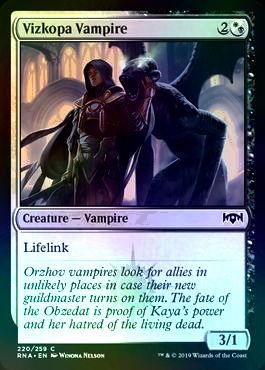 Vizkopa Vampire 2
Creature — Vampire
Lifelink
Orzhov vampires look for allies in
unlikely places in case their new
guildmaster turns on them. The fate of
the Obzedat is proof of Kaya's power and
her hatred of the living dead.
3/1
220/259 C
RNA • EN Winona Nelson
™ & © 2019 Wizards of the Coast